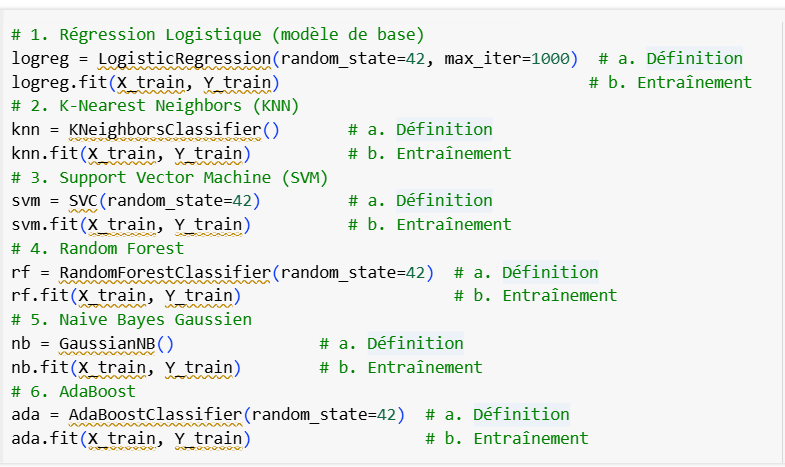 # 1. Régression Logistique (modèle de base)
logreg = LogisticRegression(random_state=42, max_iter=1000)  # a. Définition
logreg.fit(X_train, Y_train)                                # b. Entraînement
# 2. K-Nearest Neighbors (KNN)
knn = KNeighborsClassifier()       # a. Définition
knn.fit(X_train, Y_train)          # b. Entraînement
# 3. Support Vector Machine (SVM)
svm = SVC(random_state=42)         # a. Définition
svm.fit(X_train, Y_train)          # b. Entraînement
# 4. Random Forest
rf = RandomForestClassifier(random_state=42)  # a. Définition
rf.fit(X_train, Y_train)                      # b. Entraînement
# 5. Naive Bayes Gaussien
nb = GaussianNB()               # a. Définition
nb.fit(X_train, Y_train)        # b. Entraînement
# 6. AdaBoost
ada = AdaBoostClassifier(random_state=42)  # a. Définition
ada.fit(X_train, Y_train)                  # b. Entraînement